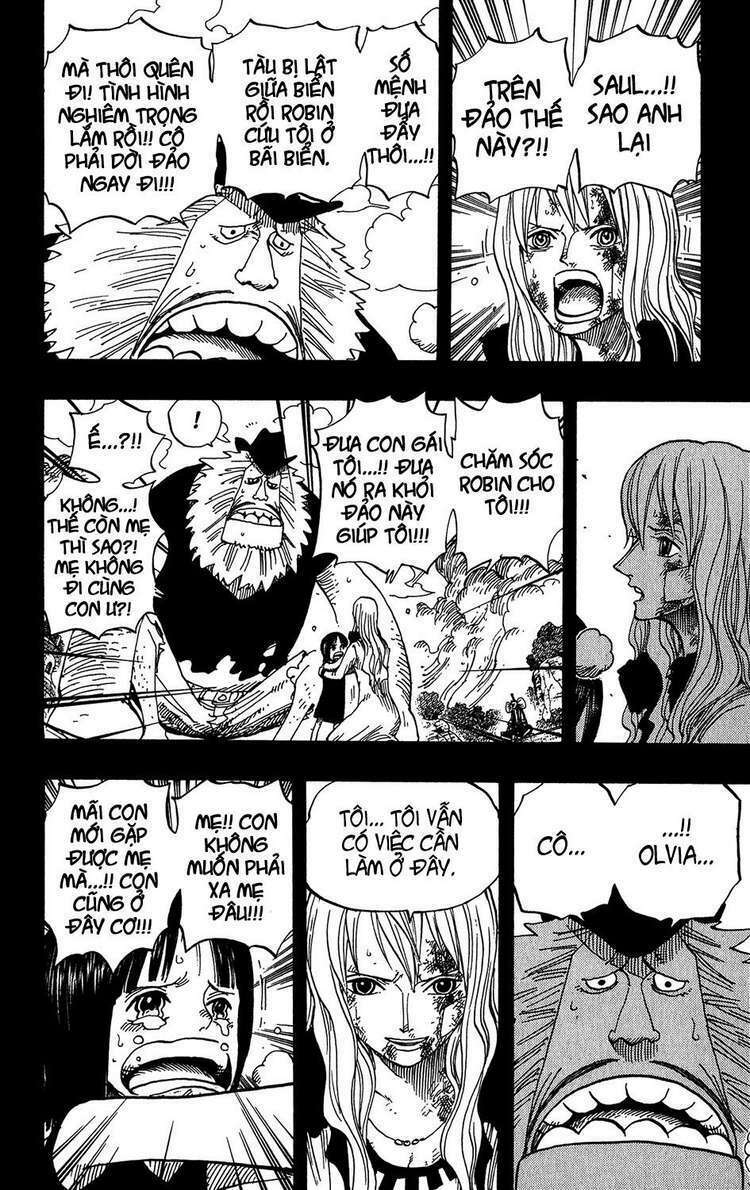 SAUL...!!
SAO ANH
LẠI
TRÊN
ĐẢO THẾ
NÀY?!!
SỐ
MỆNH
ĐƯA
ĐẨY
THÔI...!!
TÀU BỊ LẬT
GIỮA BIỂN
RỒI ROBIN
CỨU TÔI Ở
BÃI BIỂN.
MÀ THÔI QUÊN
ĐI! TÌNH HÌNH
NGHIÊM TRỌNG
LẮM RỒI!! CÔ
PHẢI DỜI ĐẢO
NGAY ĐI!!!
CHĂM SÓC
ROBIN CHO
TÔI!!!
ĐƯA CON GÁI
TÔI...!! ĐƯA
NÓ RA KHỎI
ĐẢO NÀY
GIÚP TÔI!!!
!
Ế...?!!
KHÔNG...!
THẾ CÒN MẸ
THÌ SAO?!
MẸ KHÔNG
ĐI CÙNG
CON Ư?!
...!!
OLVIA...
CÔ...
TÔI... TÔI VẪN
CÓ VIỆC CẦN
LÀM Ở ĐÂY.
MẸ!! CON
KHÔNG
MUỐN PHẢI
XA MẸ
ĐÂU!!!
MÃI CON
MỚI GẶP
ĐƯỢC MẸ
MÀ...!! CON
CŨNG Ở
ĐÂY CƠ!!!